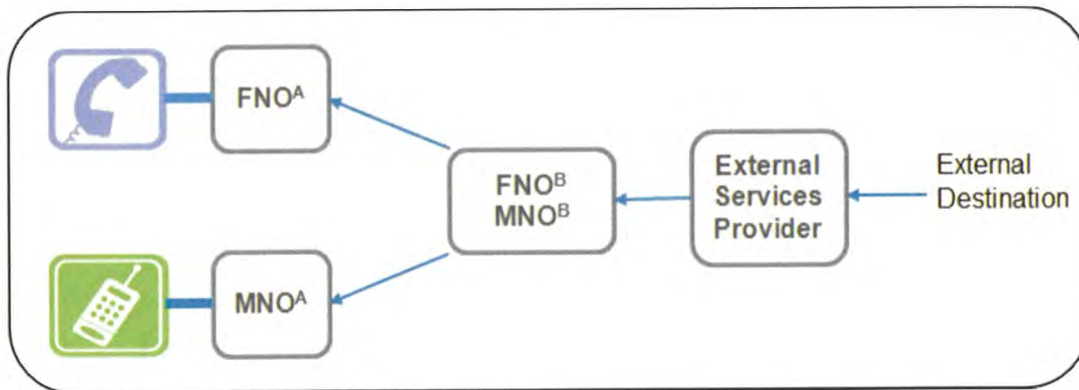 FNOᴬ
FNOᴮ
MNOᴮ
External
Services
Provider
External
Destination
MNOᴬ